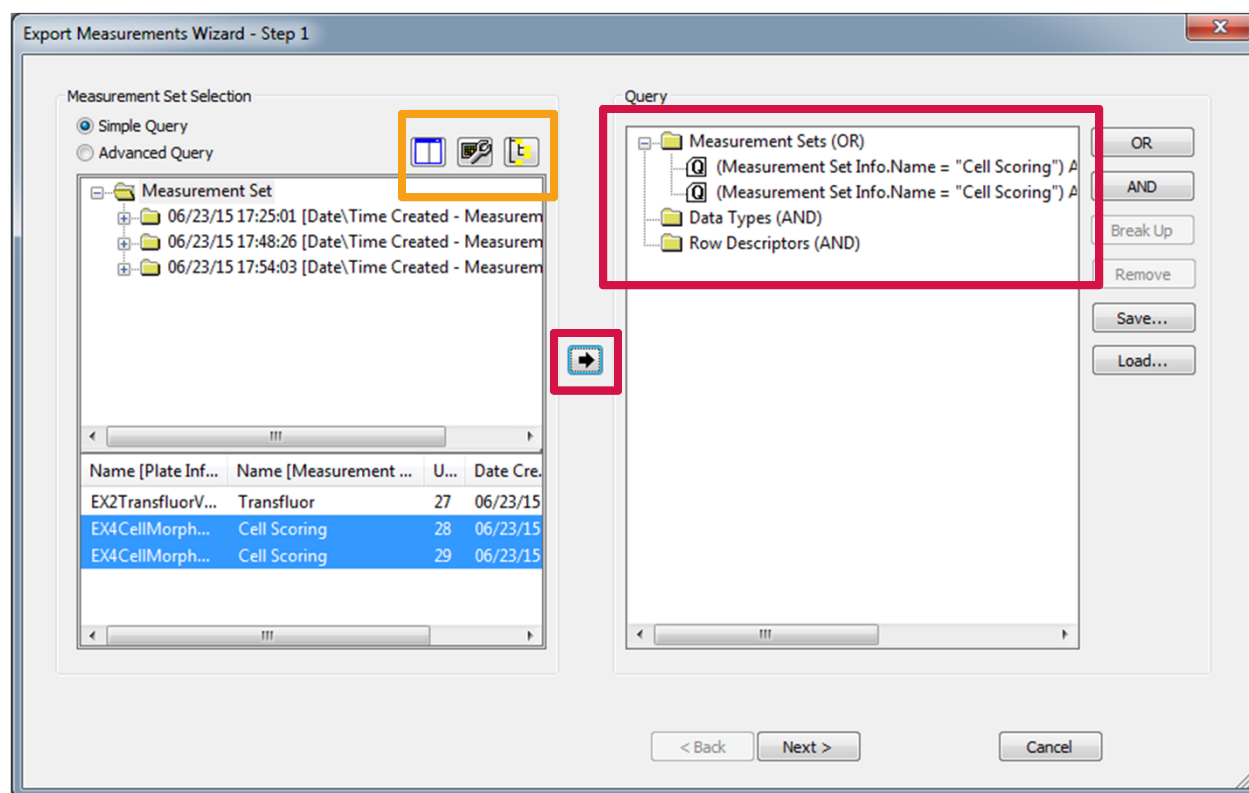 Export Measurements Wizard - Step 1
Measurement Set Selection
Simple Query
Advanced Query
Measurement Set
06/23/15 17:25:01 [Date\Time Created - Measurem
06/23/15 17:48:26 [Date\Time Created - Measurem
06/23/15 17:54:03 [Date\Time Created - Measurem
Name [Plate Inf... Name [Measurement ... U... Date Cre.
EX2TransfluorV... Transfluor 27 06/23/15
EX4CellMorph... Cell Scoring 28 06/23/15
EX4CellMorph... Cell Scoring 29 06/23/15
Query
Measurement Sets (OR)
Q (Measurement Set Info.Name = "Cell Scoring") A
Q (Measurement Set Info.Name = "Cell Scoring") A
Data Types (AND)
Row Descriptors (AND)
OR
AND
Break Up
Remove
Save...
Load...
< Back
Next >
Cancel